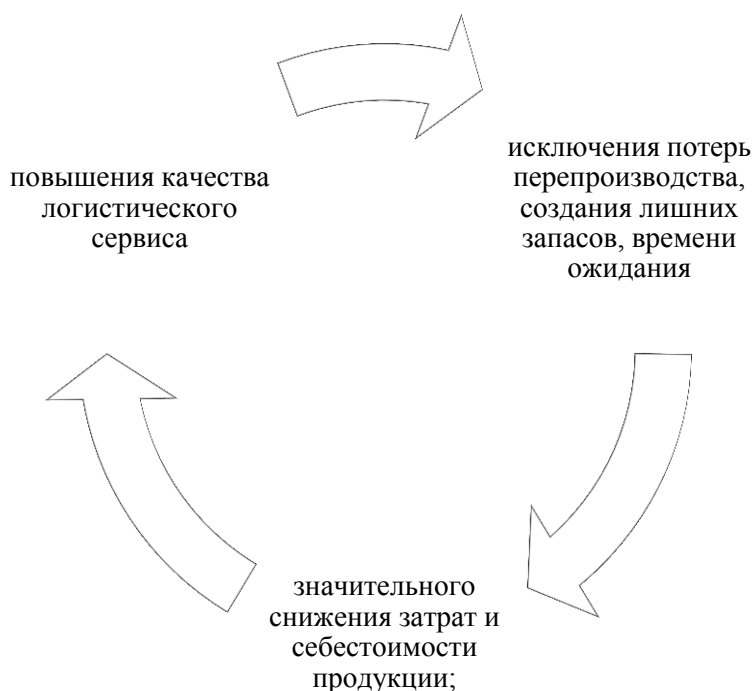 повышения качества
логистического
сервиса
исключения потерь
перепроизводства,
создания лишних
запасов, времени
ожидания
значительного
снижения затрат и
себестоимости
продукции;